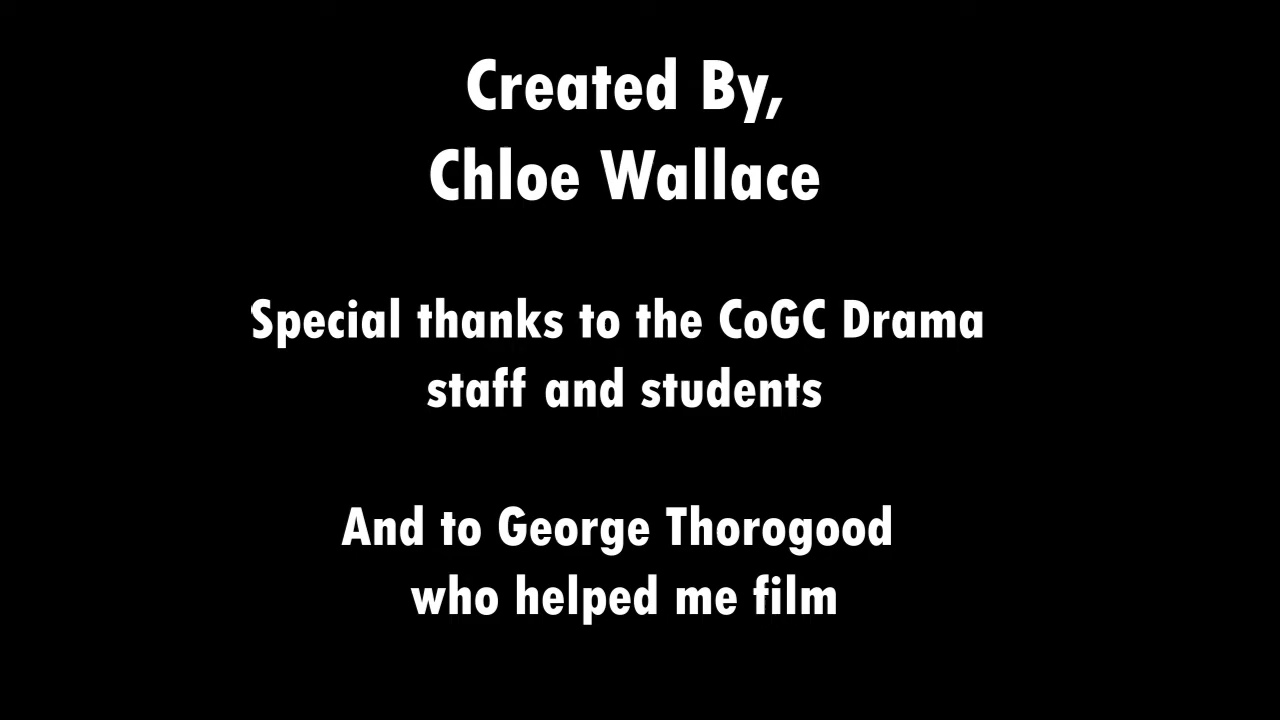 Created By,
Chloe Wallace
Special thanks to the CoGC Drama
staff and students
And to George Thorogood
who helped me film